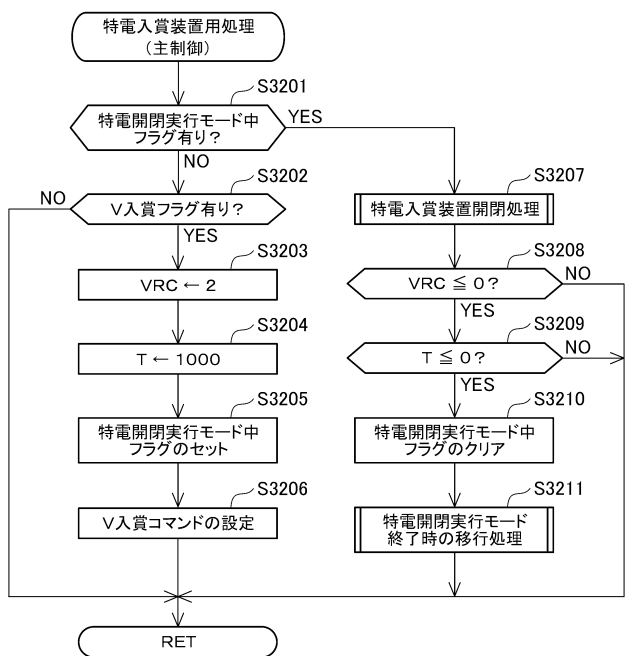 特電入賞装置用処理
（主制御）
S3201
特電開閉実行モード中
フラグ有り？
YES
NO
S3202
NO
Ｖ入賞フラグ有り？
YES
S3203
VRC ← 2
S3204
T ← 1000
S3205
特電開閉実行モード中
フラグのセット
S3206
Ｖ入賞コマンドの設定
S3207
特電入賞装置開閉処理
S3208
VRC ≦ 0？
NO
YES
S3209
T ≦ 0？
NO
YES
S3210
特電開閉実行モード中
フラグのクリア
S3211
特電開閉実行モード
終了時の移行処理
RET